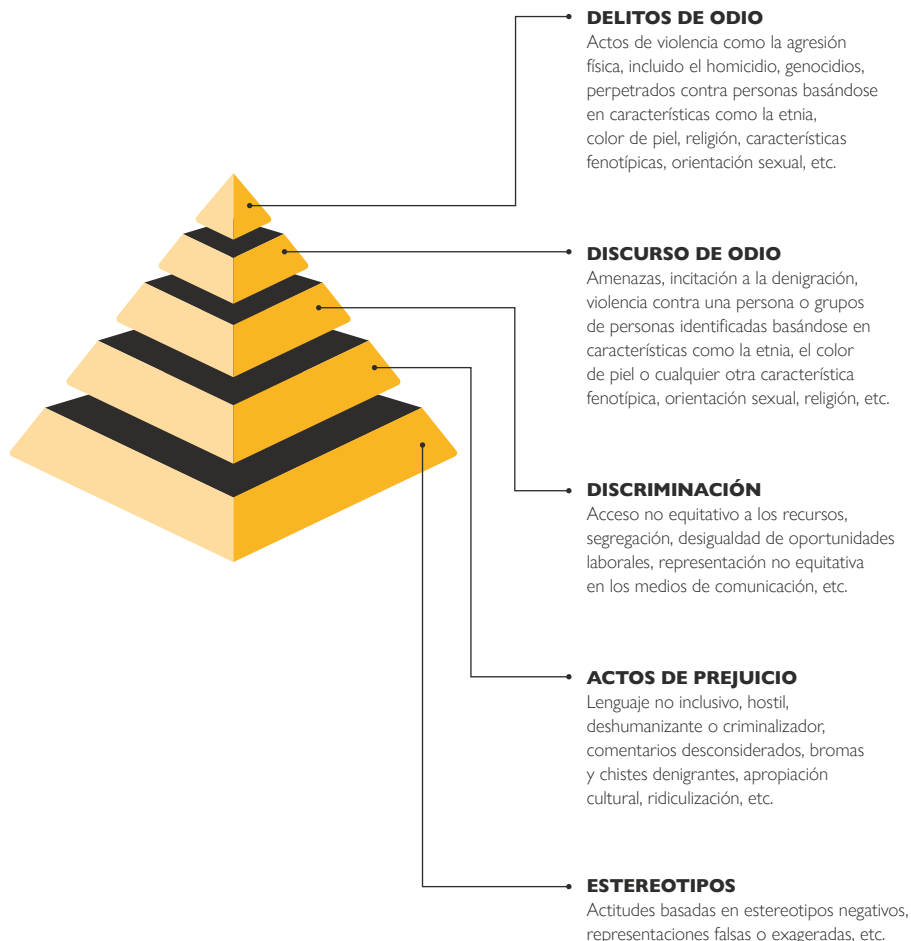 DELITOS DE ODIO
Actos de violencia como la agresión
física, incluido el homicidio, genocidios,
perpetrados contra personas basándose
en características como la etnia,
color de piel, religión, características
fenotípicas, orientación sexual, etc.
DISCURSO DE ODIO
Amenazas, incitación a la denigración,
violencia contra una persona o grupos
de personas identificadas basándose en
características como la etnia, el color
de piel o cualquier otra característica
fenotípica, orientación sexual, religión, etc.
DISCRIMINACIÓN
Acceso no equitativo a los recursos,
segregación, desigualdad de oportunidades
laborales, representación no equitativa
en los medios de comunicación, etc.
ACTOS DE PREJUICIO
Lenguaje no inclusivo, hostil,
deshumanizante o criminalizador,
comentarios desconsiderados, bromas
y chistes denigrantes, apropiación
cultural, ridiculización, etc.
ESTEREOTIPOS
Actitudes basadas en estereotipos negativos,
representaciones falsas o exageradas, etc.